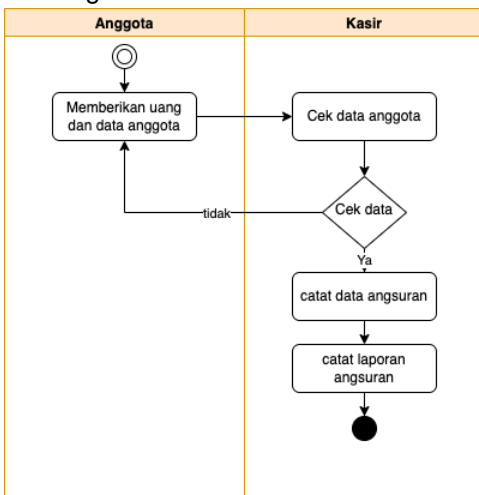 Anggota
Kasir
Memberikan uang
dan data anggota
Cek data anggota
Cek data
tidak
Ya
catat data angsuran
catat laporan
angsuran